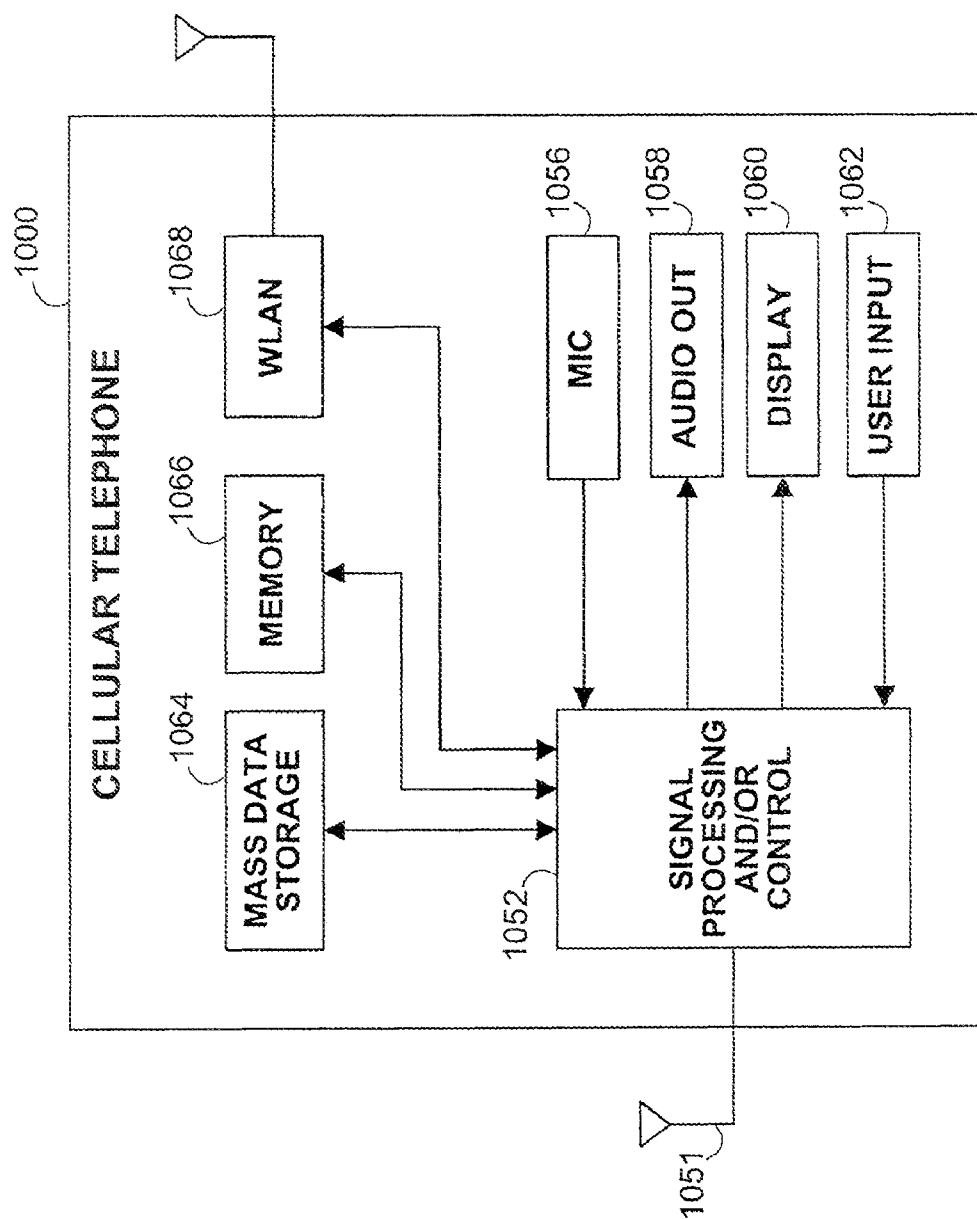 1000
CELLULAR TELEPHONE
1064
MASS DATA
STORAGE
1066
MEMORY
1068
WLAN
1052
SIGNAL
PROCESSING
AND/OR
CONTROL
1056
MIC
1058
AUDIO OUT
1060
DISPLAY
1062
USER INPUT
1051